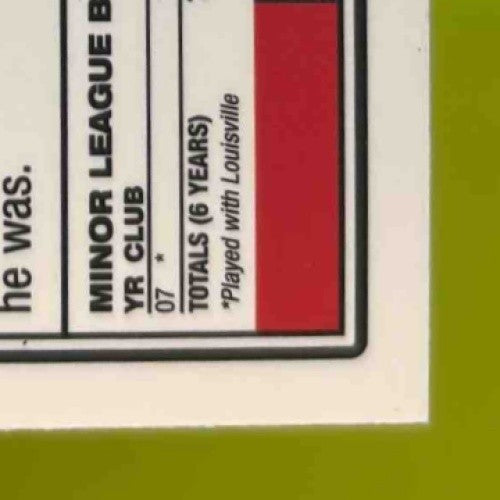 he was.
MINOR LEAGUE B
YR CLUB
07 *
TOTALS (6 YEARS)
*Played with Louisville